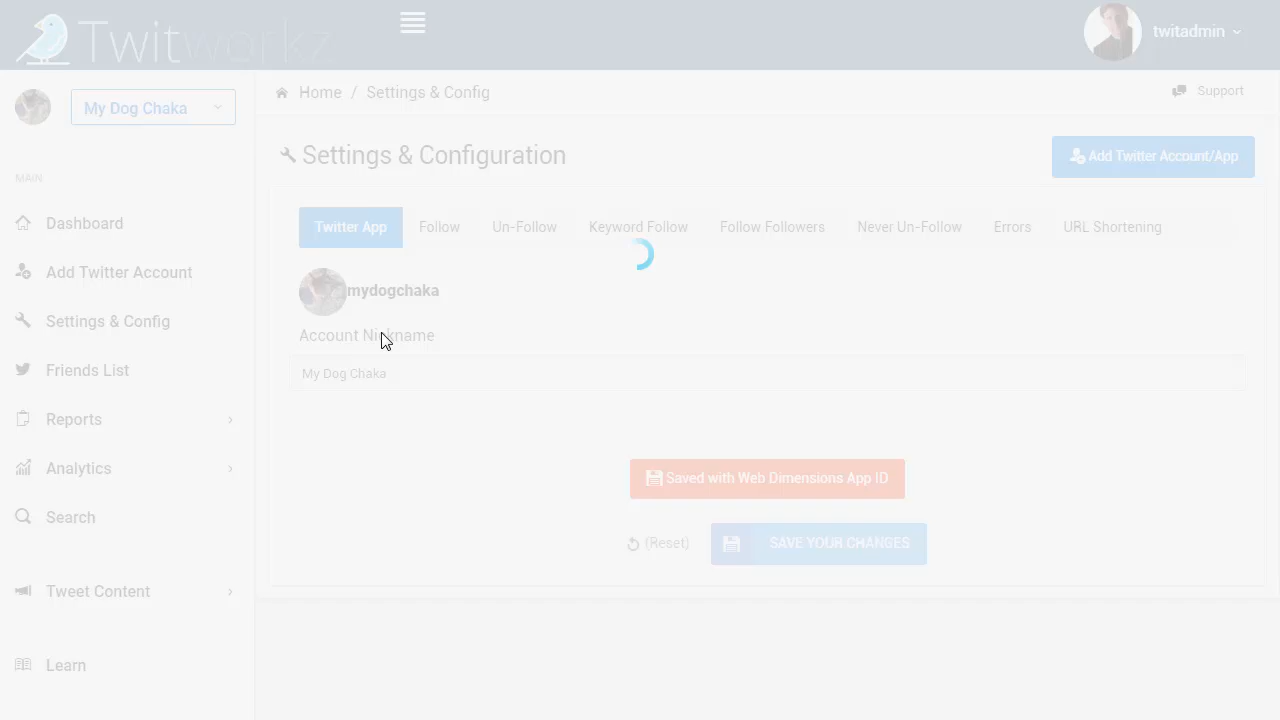 Twitworkz
twitadmin
My Dog Chaka
Home / Settings & Config
Support
Settings & Configuration
Add Twitter Account/App
MAIN
Dashboard
Add Twitter Account
Settings & Config
Friends List
Reports
Analytics
Search
Tweet Content
Learn
Twitter App
Follow
Un-Follow
Keyword Follow
Follow Followers
Never Un-Follow
Errors
URL Shortening
mydogchaka
Account Nickname
My Dog Chaka
Saved with Web Dimensions App ID
(Reset)
SAVE YOUR CHANGES